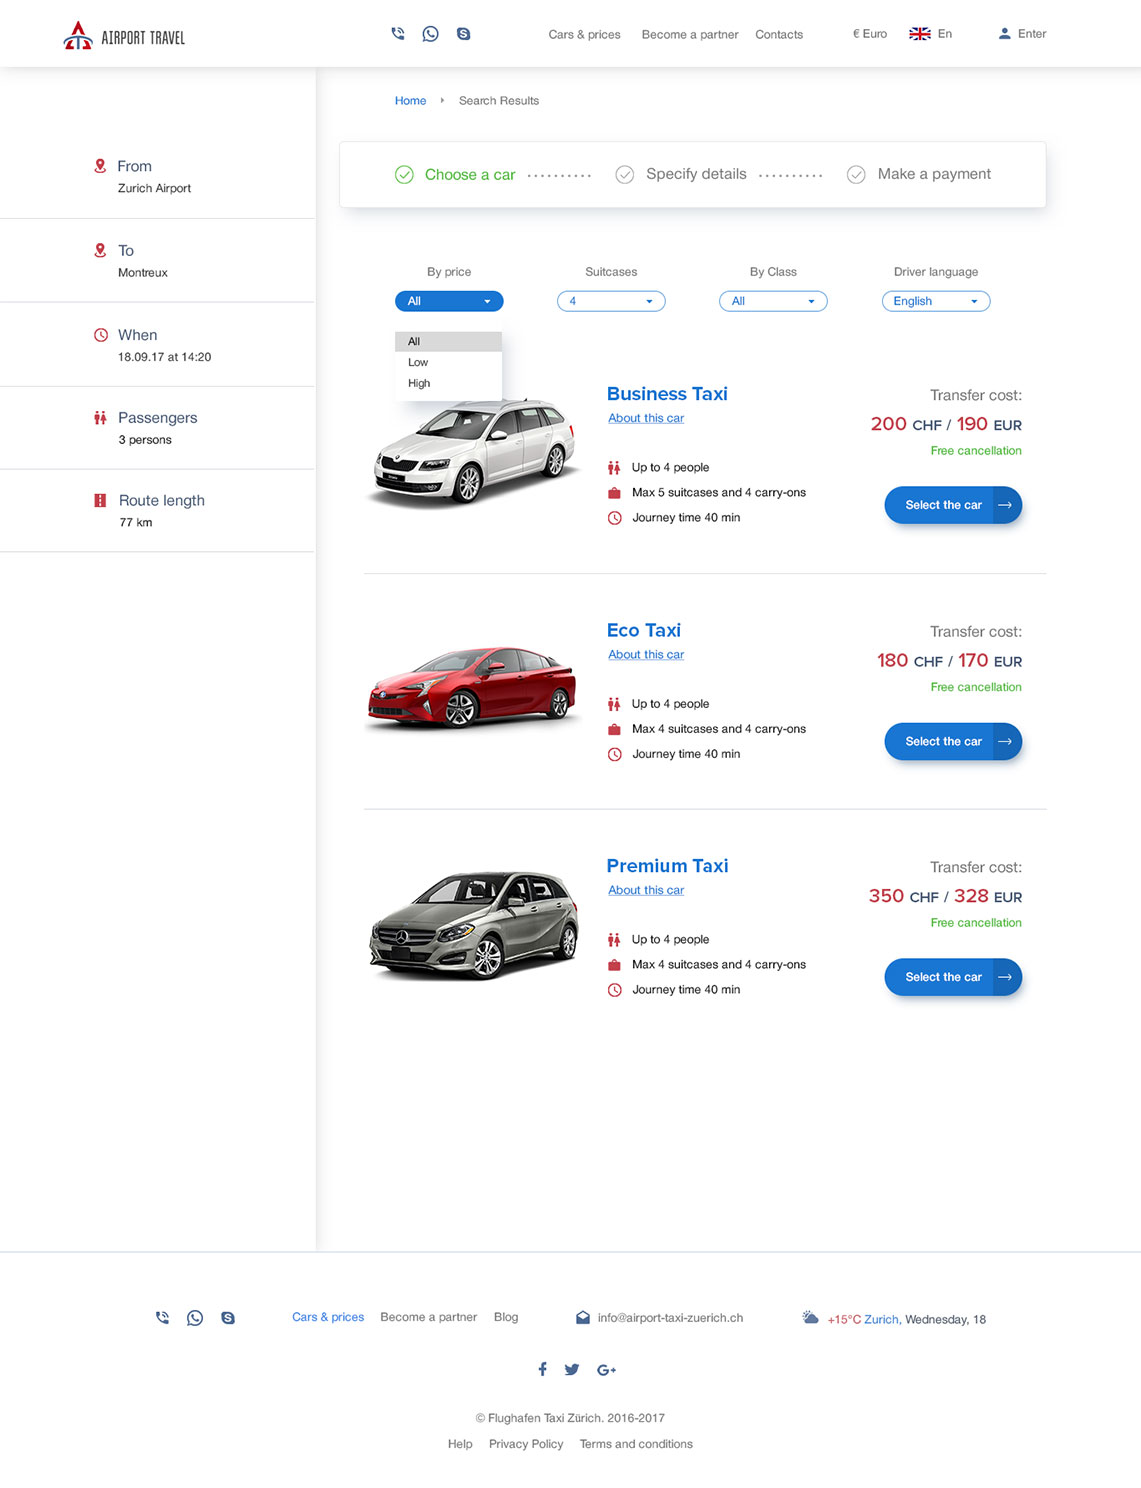 AIRPORT TRAVEL
Cars & prices Become a partner Contacts € Euro En Enter
Home Search Results
From
Zurich Airport
To
Montreux
When
18.09.17 at 14:20
Passengers
3 persons
Route length
77 km
Choose a car Specify details Make a payment
By price Suitcases By Class Driver language
All 4 All English
All
Low
High
Business Taxi
About this car
Up to 4 people
Max 5 suitcases and 4 carry-ons
Journey time 40 min
Transfer cost:
200 CHF / 190 EUR
Free cancellation
Select the car
Eco Taxi
About this car
Up to 4 people
Max 4 suitcases and 4 carry-ons
Journey time 40 min
Transfer cost:
180 CHF / 170 EUR
Free cancellation
Select the car
Premium Taxi
About this car
Up to 4 people
Max 4 suitcases and 4 carry-ons
Journey time 40 min
Transfer cost:
350 CHF / 328 EUR
Free cancellation
Select the car
Cars & prices Become a partner Blog info@airport-taxi-zuerich.ch +15°C Zurich, Wednesday, 18
© Flughafen Taxi Zürich. 2016-2017
Help Privacy Policy Terms and conditions